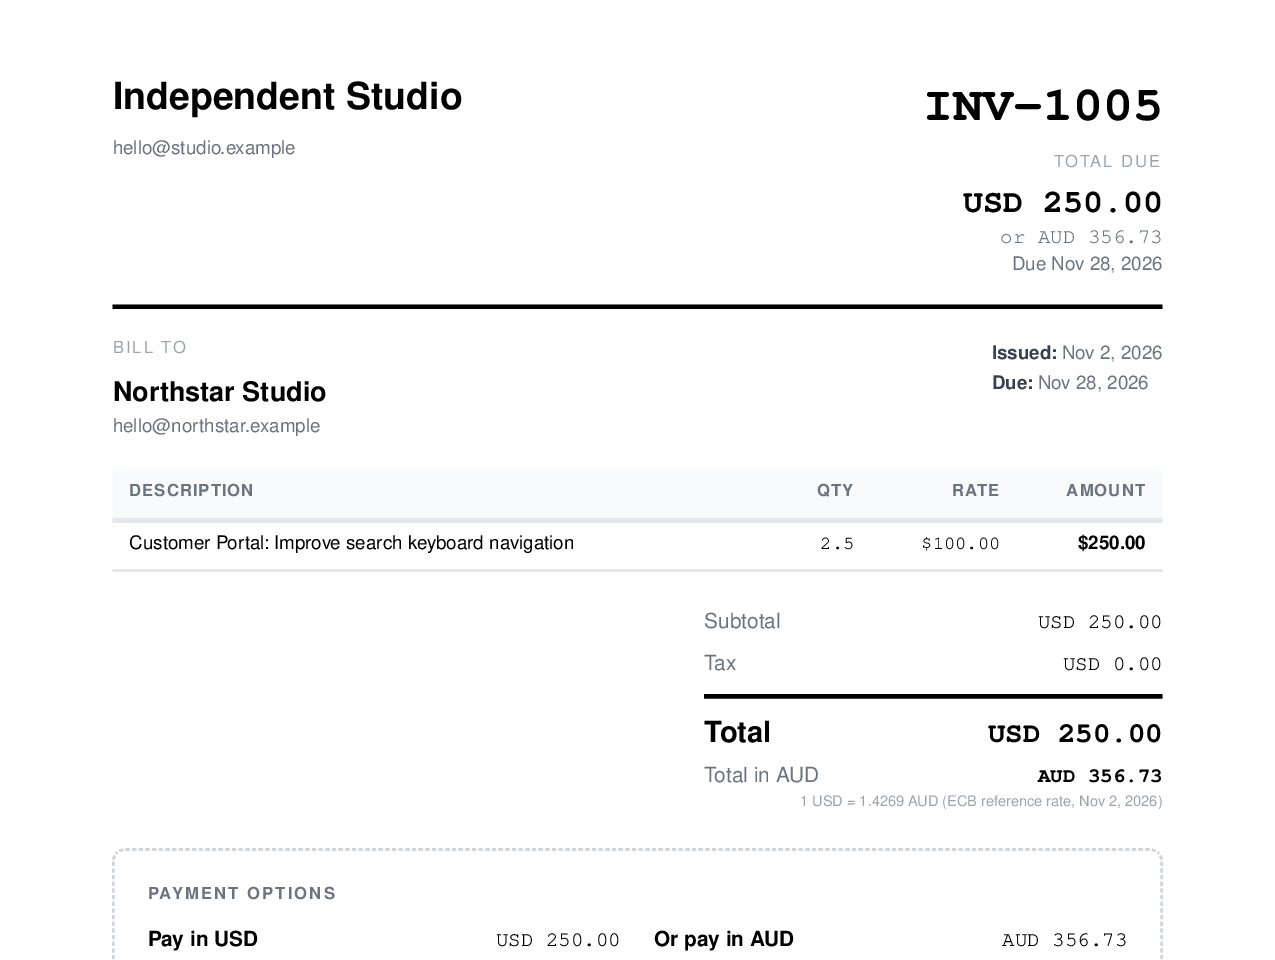 Independent Studio
hello@studio.example
INV-1005
TOTAL DUE
USD 250.00
or AUD 356.73
Due Nov 28, 2026
BILL TO
Northstar Studio
hello@northstar.example
Issued: Nov 2, 2026
Due: Nov 28, 2026
DESCRIPTION QTY RATE AMOUNT
Customer Portal: Improve search keyboard navigation 2.5 $100.00 $250.00
Subtotal USD 250.00
Tax USD 0.00
Total USD 250.00
Total in AUD AUD 356.73
1 USD = 1.4269 AUD (ECB reference rate, Nov 2, 2026)
PAYMENT OPTIONS
Pay in USD USD 250.00 Or pay in AUD AUD 356.73